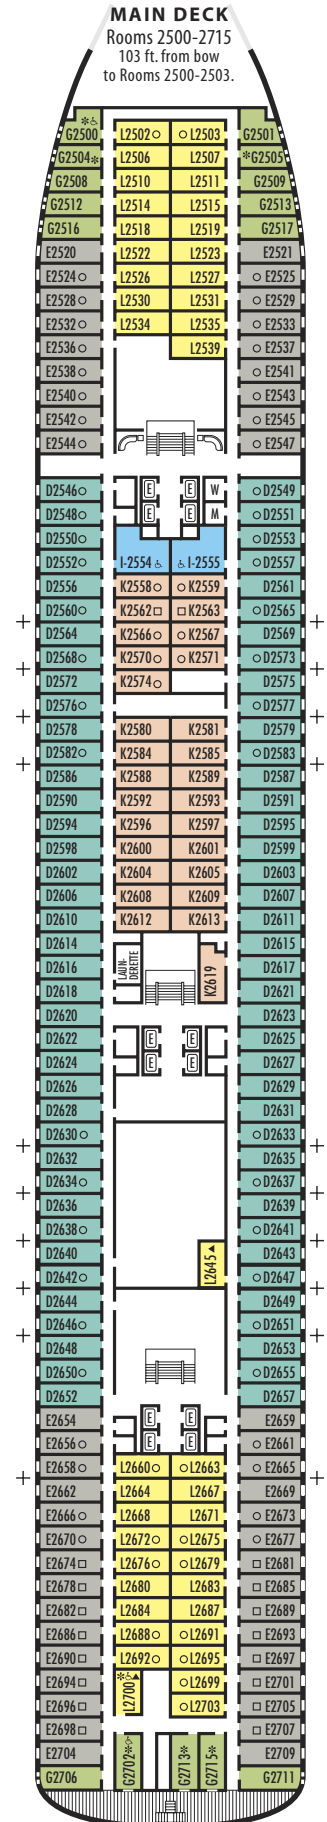 MAIN DECK
Rooms 2500-2715
103 ft. from bow
to Rooms 2500-2503.
G2500 L2502 L2503 G2501
G2504 L2506 L2507 G2505
G2508 L2510 L2511 G2509
G2512 L2514 L2515 G2513
G2516 L2518 L2519 G2517
E2520 L2522 L2523 E2521
E2524 L2526 L2527 E2525
E2528 L2530 L2531 E2529
E2532 L2534 L2535 E2533
E2536 L2539 E2537
E2538 E2541
E2540 E2543
E2542 E2545
E2544 E2547
D2546 E E W D2549
D2548 E E M D2551
D2550 D2553
D2552 I-2554 I-2555 D2557
D2556 K2558 K2559 D2561
D2560 K2562 K2563 D2565
D2564 K2566 K2567 D2569
D2568 K2570 K2571 D2573
D2572 K2574 D2575
D2576 D2577
D2578 K2580 K2581 D2579
D2582 K2584 K2585 D2583
D2586 K2588 K2589 D2587
D2590 K2592 K2593 D2591
D2594 K2596 K2597 D2595
D2598 K2600 K2601 D2599
D2602 K2604 K2605 D2603
D2606 K2608 K2609 D2607
D2610 K2612 K2613 D2611
D2614 D2615
D2616 LAUN-
DERETTE K2619 D2617
D2618 D2621
D2620 D2623
D2622 E E D2625
D2624 E E D2627
D2626 D2629
D2628 D2631
D2630 D2633
D2632 D2635
D2634 D2637
D2636 D2639
D2638 D2641
D2640 L2645 D2643
D2642 D2647
D2644 D2649
D2646 D2651
D2648 D2653
D2650 D2655
D2652 D2657
E2654 E E E2659
E2656 E E E2661
E2658 L2660 L2663 E2665
E2662 L2664 L2667 E2669
E2666 L2668 L2671 E2673
E2670 L2672 L2675 E2677
E2674 L2676 L2679 E2681
E2678 L2680 L2683 E2685
E2682 L2684 L2687 E2689
E2686 L2688 L2691 E2693
E2690 L2692 L2695 E2697
E2694 L2700 L2699 E2701
E2696 L2703 E2705
E2698 E2707
E2704 G2702 G2713 G2715 E2709
G2706 G2711